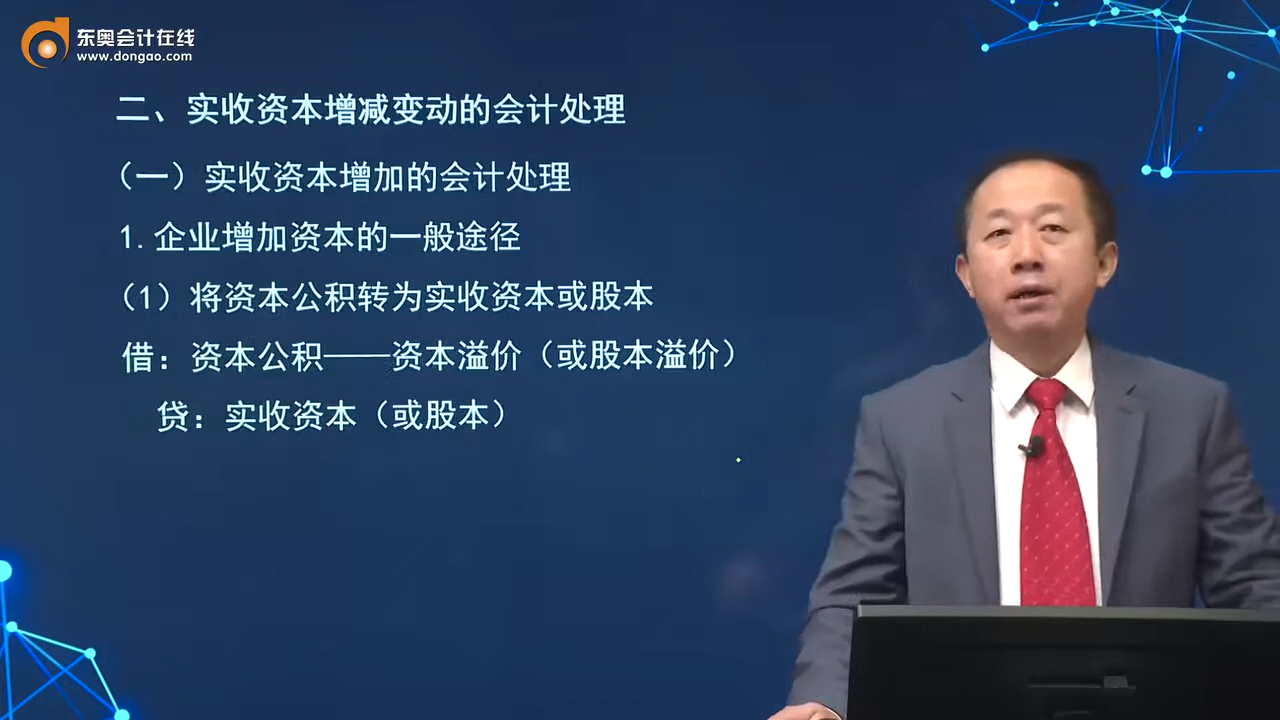 东奥会计在线
www.dongao.com
二、实收资本增减变动的会计处理
（一）实收资本增加的会计处理
1.企业增加资本的一般途径
（1）将资本公积转为实收资本或股本
借：资本公积——资本溢价（或股本溢价）
贷：实收资本（或股本）